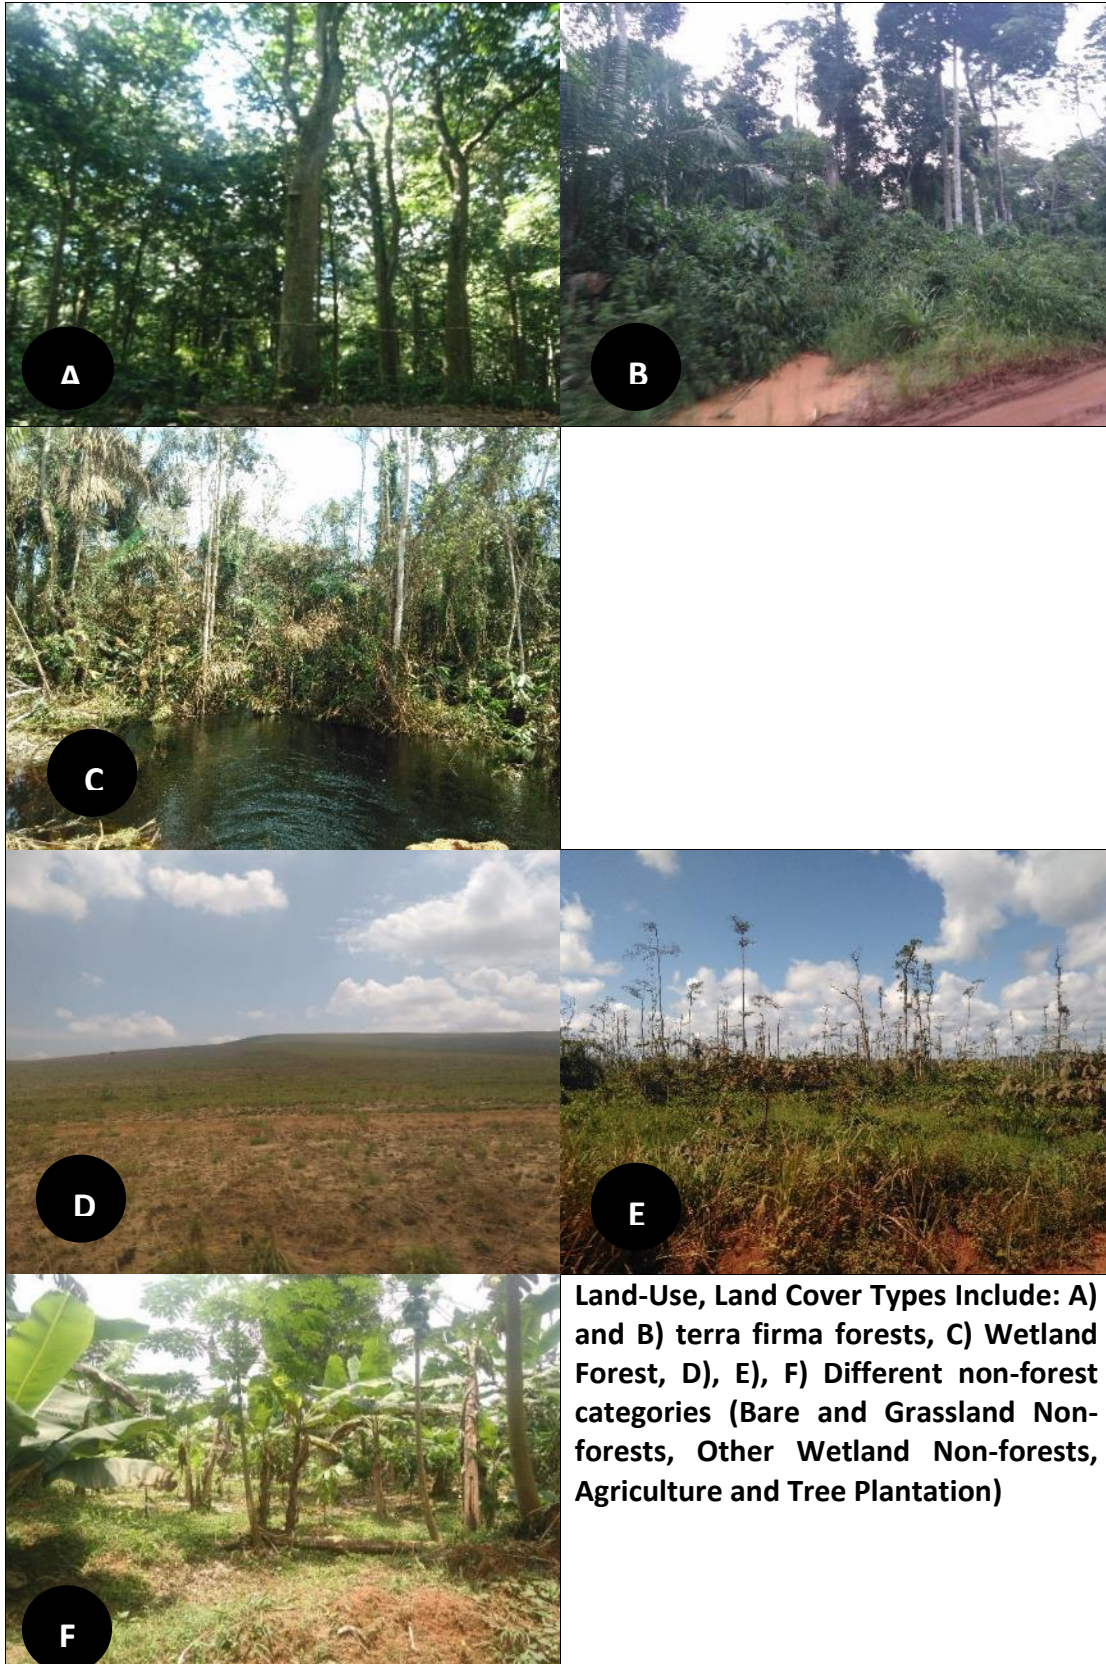 A
B
C
D
E
F
Land-Use, Land Cover Types Include: A)
and B) terra firma forests, C) Wetland
Forest, D), E), F) Different non-forest
categories (Bare and Grassland Non-
forests, Other Wetland Non-forests,
Agriculture and Tree Plantation)